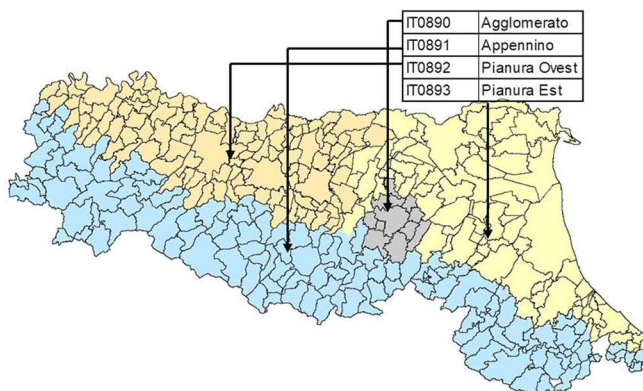 IT0890 Agglomerato
IT0891 Appennino
IT0892 Pianura Ovest
IT0893 Pianura Est